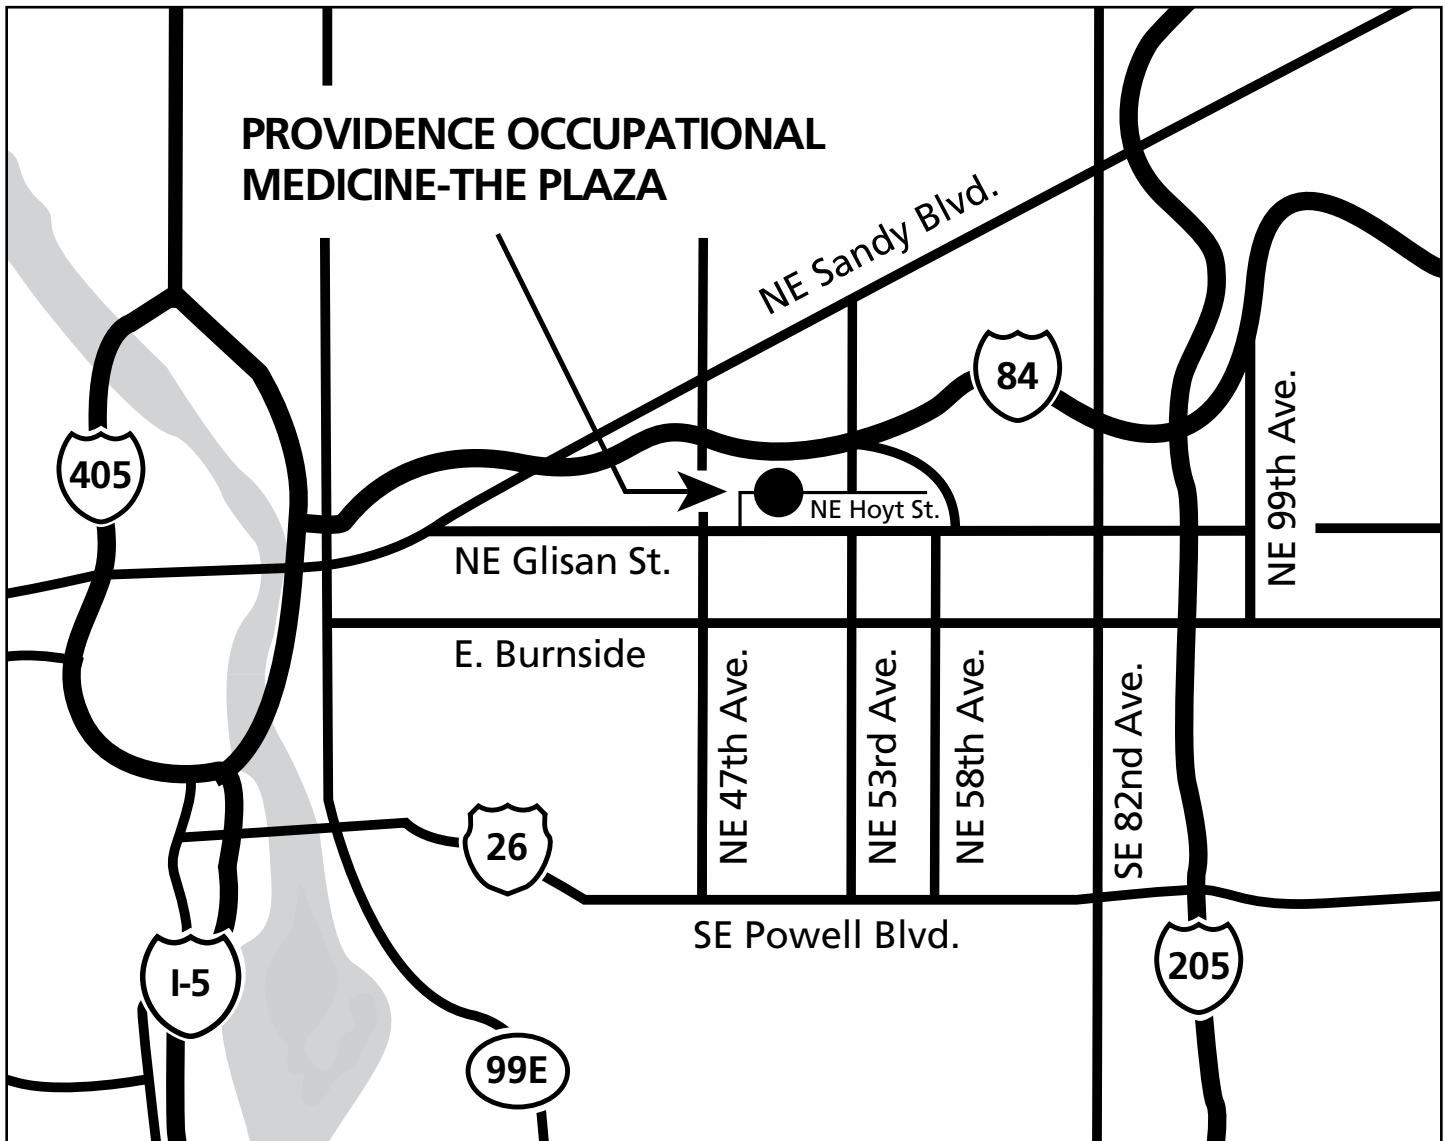 PROVIDENCE OCCUPATIONAL
MEDICINE-THE PLAZA
NE Sandy Blvd.
84
405
NE Hoyt St.
NE 99th Ave.
NE Glisan St.
E. Burnside
NE 47th Ave.
NE 53rd Ave.
NE 58th Ave.
SE 82nd Ave.
26
SE Powell Blvd.
205
I-5
99E